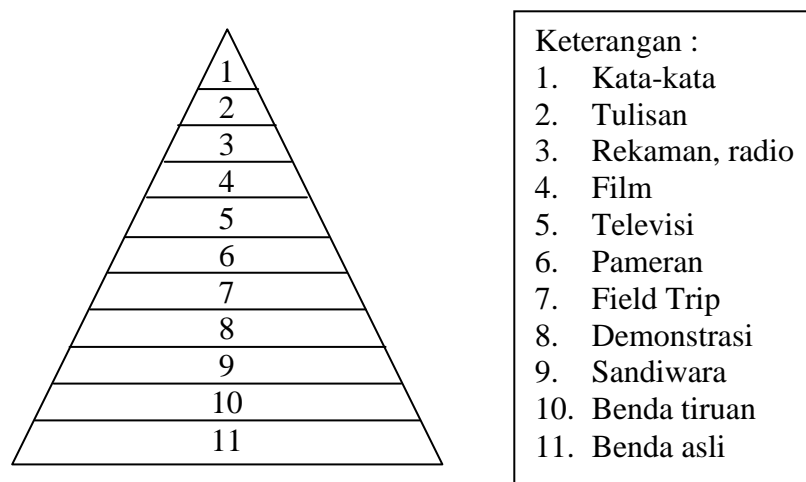 1
2
3
4
5
6
7
8
9
10
11
Keterangan :
1. Kata-kata
2. Tulisan
3. Rekaman, radio
4. Film
5. Televisi
6. Pameran
7. Field Trip
8. Demonstrasi
9. Sandiwara
10. Benda tiruan
11. Benda asli